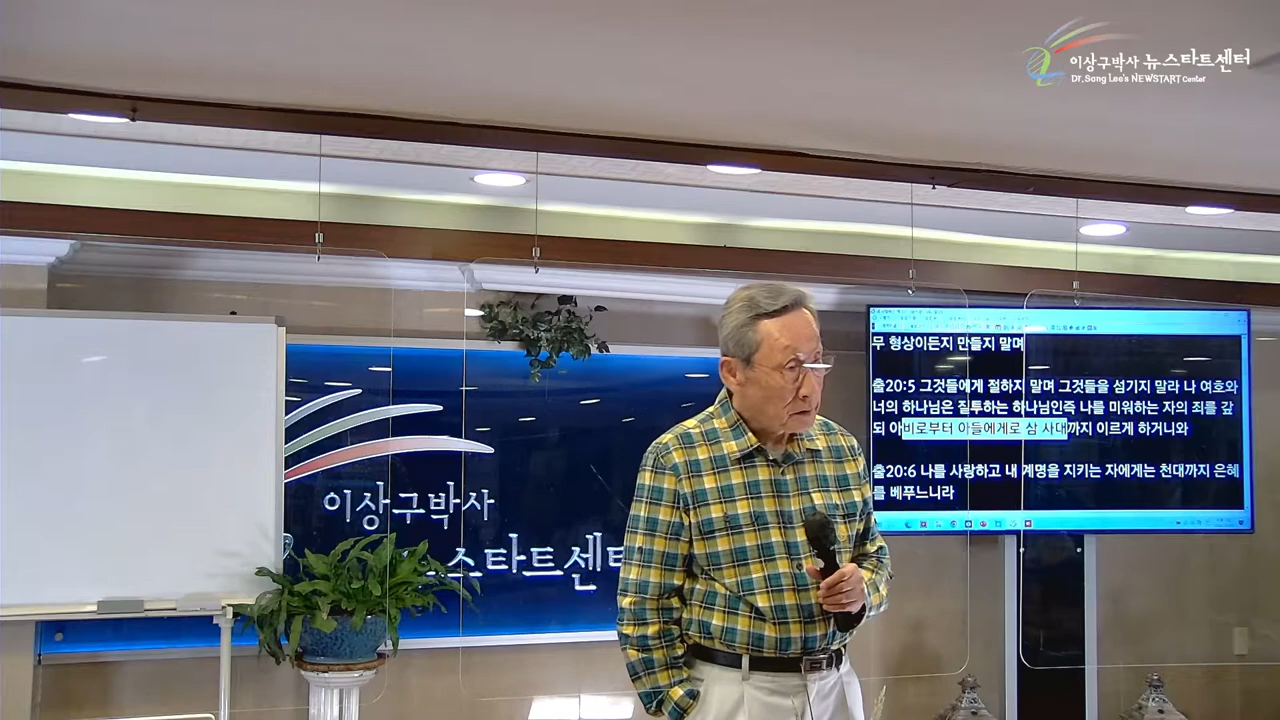 이상구박사 뉴스타트센터
Dr. Sang Lee's NEWSTART Center
무 형상이든지 만들지 말며
출20:5 그것들에게 절하지 말며 그것들을 섬기지 말라 나 여호와
너의 하나님은 질투하는 하나님인즉 나를 미워하는 자의 죄를 갚
되 아비로부터 아들에게로 삼 사대까지 이르게 하거니와
출20:6 나를 사랑하고 내 계명을 지키는 자에게는 천대까지 은혜
를 베푸느니라
이상구박사
스타트센터